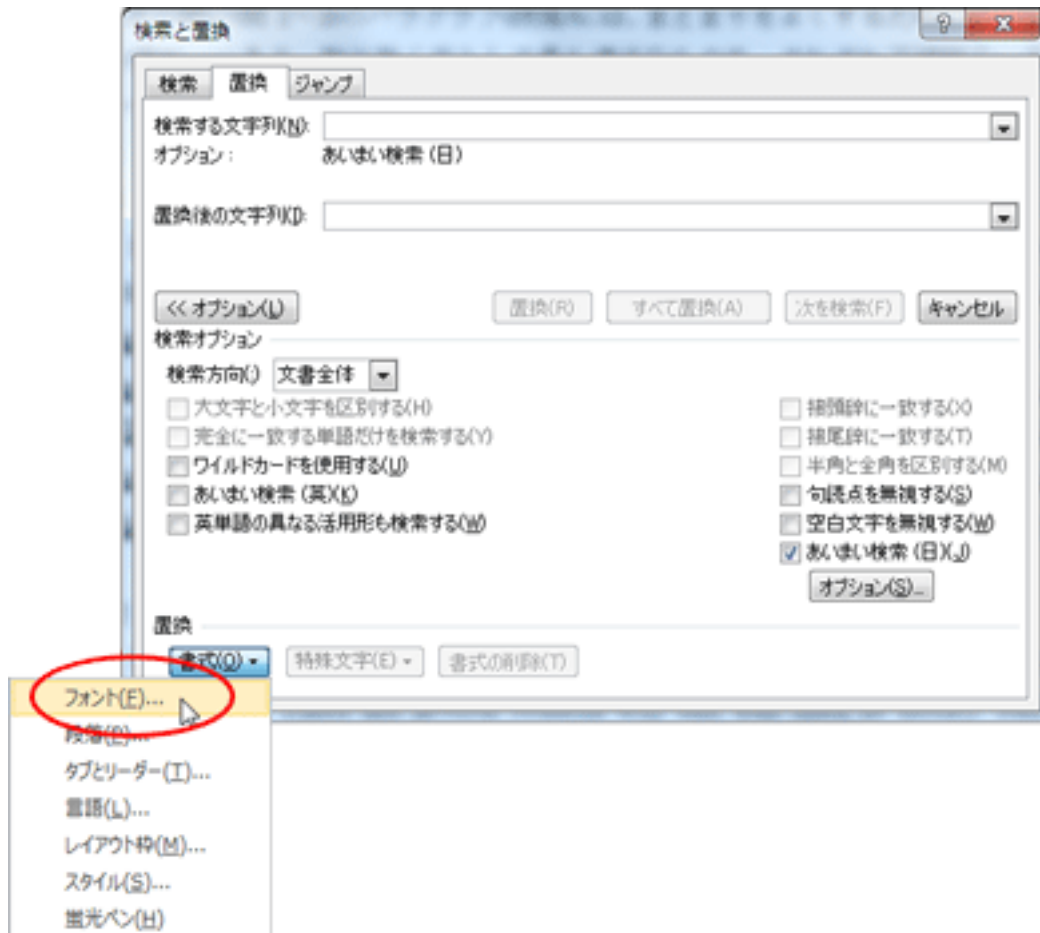 検索と置換
検索 置換 ジャンプ
検索する文字列(N):
オプション: あいまい検索 (日)
置換後の文字列(I):
<< オプション(L) 置換(R) すべて置換(A) 次を検索(F) キャンセル
検索オプション
検索方向(:) 文書全体
大文字と小文字を区別する(H) 接頭辞に一致する(X)
完全に一致する単語だけを検索する(Y) 接尾辞に一致する(T)
ワイルドカードを使用する(U) 半角と全角を区別する(M)
あいまい検索 (英)(K) 句読点を無視する(S)
英単語の異なる活用形も検索する(W) 空白文字を無視する(W)
あいまい検索 (日)(J)
オプション(S)...
置換
書式(O) 特殊文字(E) 書式の削除(T)
フォント(F)...
段落(P)...
タブとリーダー(T)...
言語(L)...
レイアウト枠(M)...
スタイル(S)...
蛍光ペン(H)